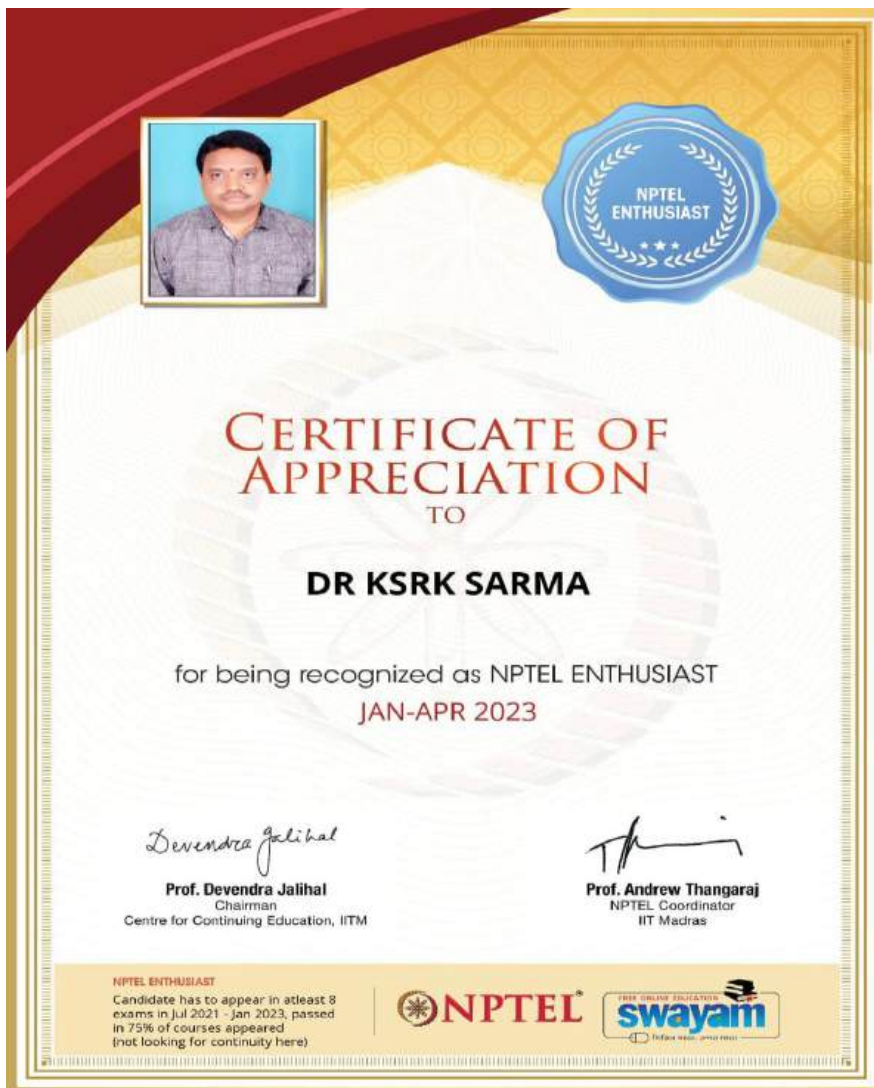 NPTEL
ENTHUSIAST
CERTIFICATE OF
APPRECIATION
TO
DR KSRK SARMA
for being recognized as NPTEL ENTHUSIAST
JAN-APR 2023
Devendra Jalihal
Prof. Devendra Jalihal
Chairman
Centre for Continuing Education, IITM
Prof. Andrew Thangaraj
NPTEL Coordinator
IIT Madras
NPTEL ENTHUSIAST
Candidate has to appear in atleast 8
exams in Jul 2021 - Jan 2023, passed
in 75% of courses appeared
(not looking for continuity here)
NPTEL®
FREE ONLINE EDUCATION
swayam